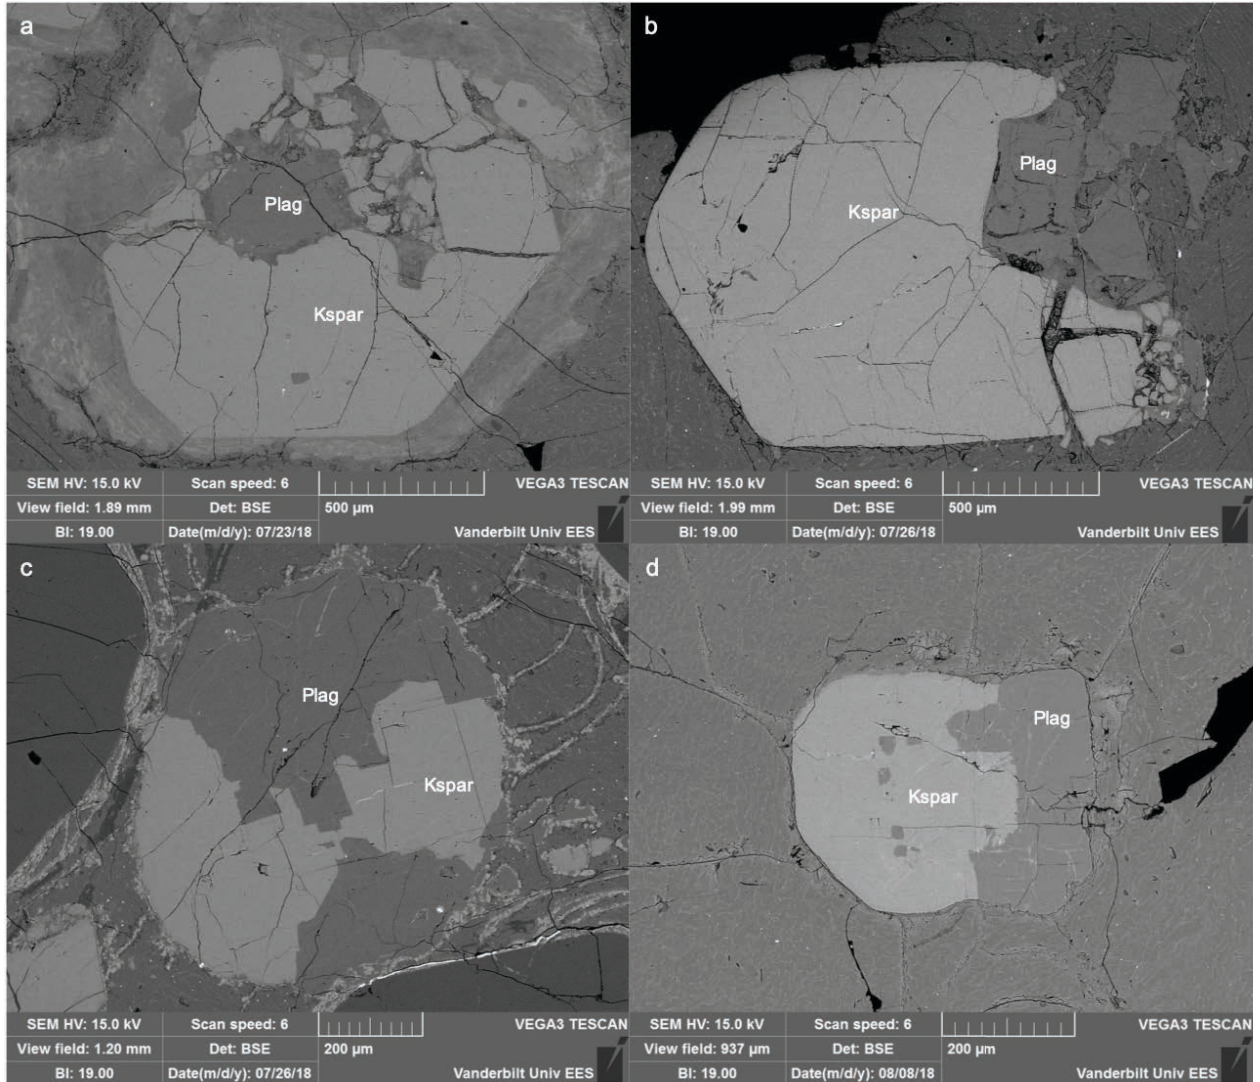 a
Plag
Kspar
SEM HV: 15.0 kV Scan speed: 6 VEGA3 TESCAN
View field: 1.89 mm Det: BSE 500 µm
BI: 19.00 Date(m/d/y): 07/23/18 Vanderbilt Univ EES
b
Plag
Kspar
SEM HV: 15.0 kV Scan speed: 6 VEGA3 TESCAN
View field: 1.99 mm Det: BSE 500 µm
BI: 19.00 Date(m/d/y): 07/26/18 Vanderbilt Univ EES
c
Plag
Kspar
SEM HV: 15.0 kV Scan speed: 6 VEGA3 TESCAN
View field: 1.20 mm Det: BSE 200 µm
BI: 19.00 Date(m/d/y): 07/26/18 Vanderbilt Univ EES
d
Plag
Kspar
SEM HV: 15.0 kV Scan speed: 6 VEGA3 TESCAN
View field: 937 µm Det: BSE 200 µm
BI: 19.00 Date(m/d/y): 08/08/18 Vanderbilt Univ EES